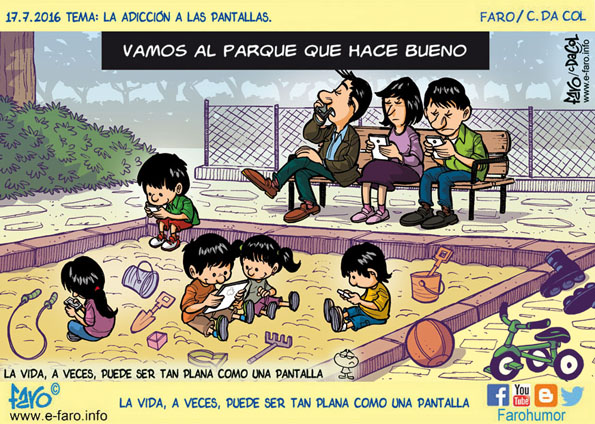 17.7.2016 TEMA: LA ADICCIÓN A LAS PANTALLAS.
FARO/C. DA COL
VAMOS AL PARQUE QUE HACE BUENO
FARO/C.DACOL
www.e-faro.info
LA VIDA, A VECES, PUEDE SER TAN PLANA COMO UNA PANTALLA
FARO ©
www.e-faro.info
LA VIDA, A VECES, PUEDE SER TAN PLANA COMO UNA PANTALLA
f You Tube B
Farohumor